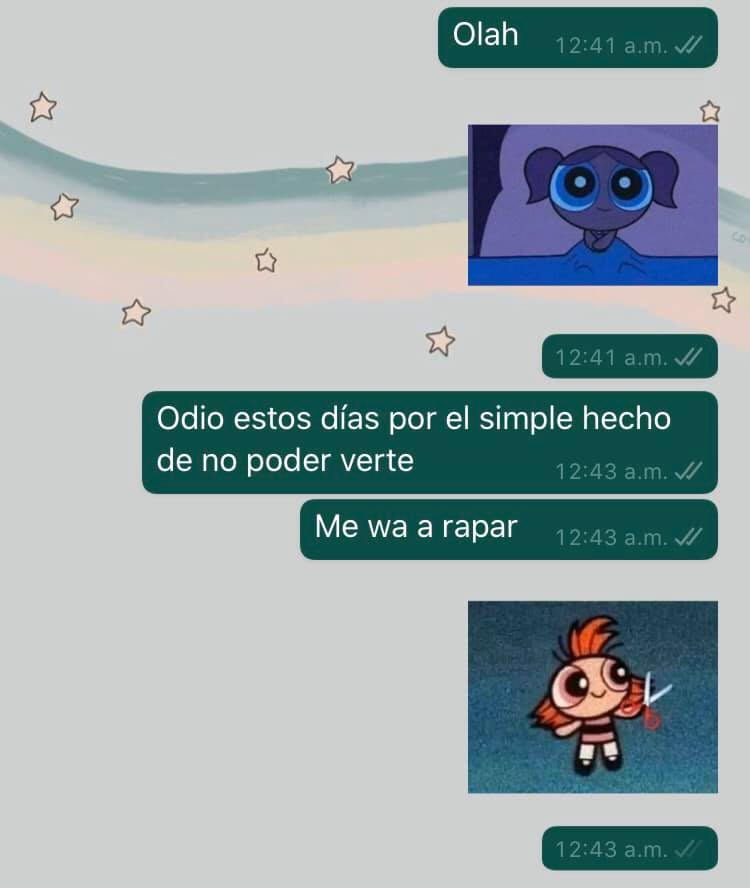 Olah
12:41 a.m.
12:41 a.m.
Odio estos días por el simple hecho
de no poder verte
12:43 a.m.
Me wa a rapar
12:43 a.m.
12:43 a.m.